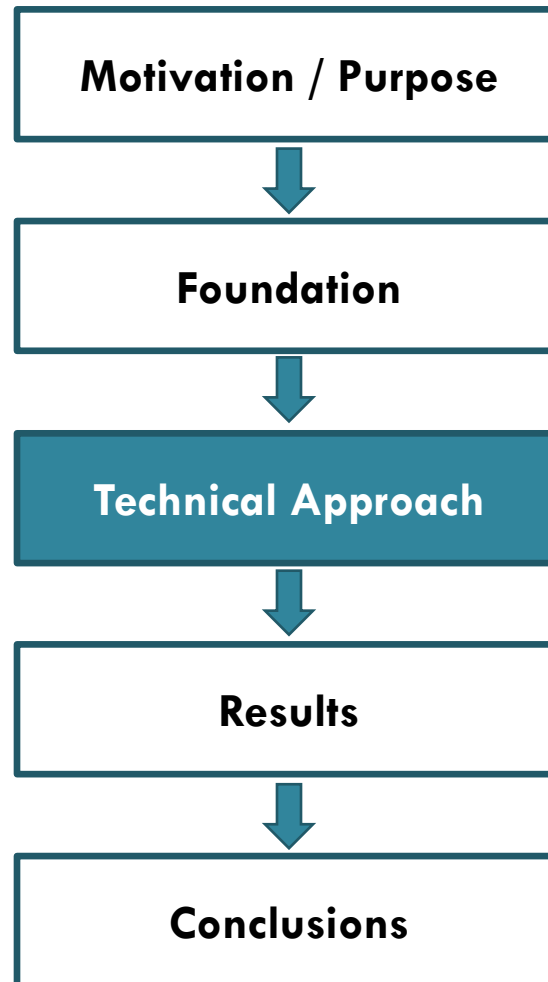 Motivation / Purpose
Foundation
Technical Approach
Results
Conclusions